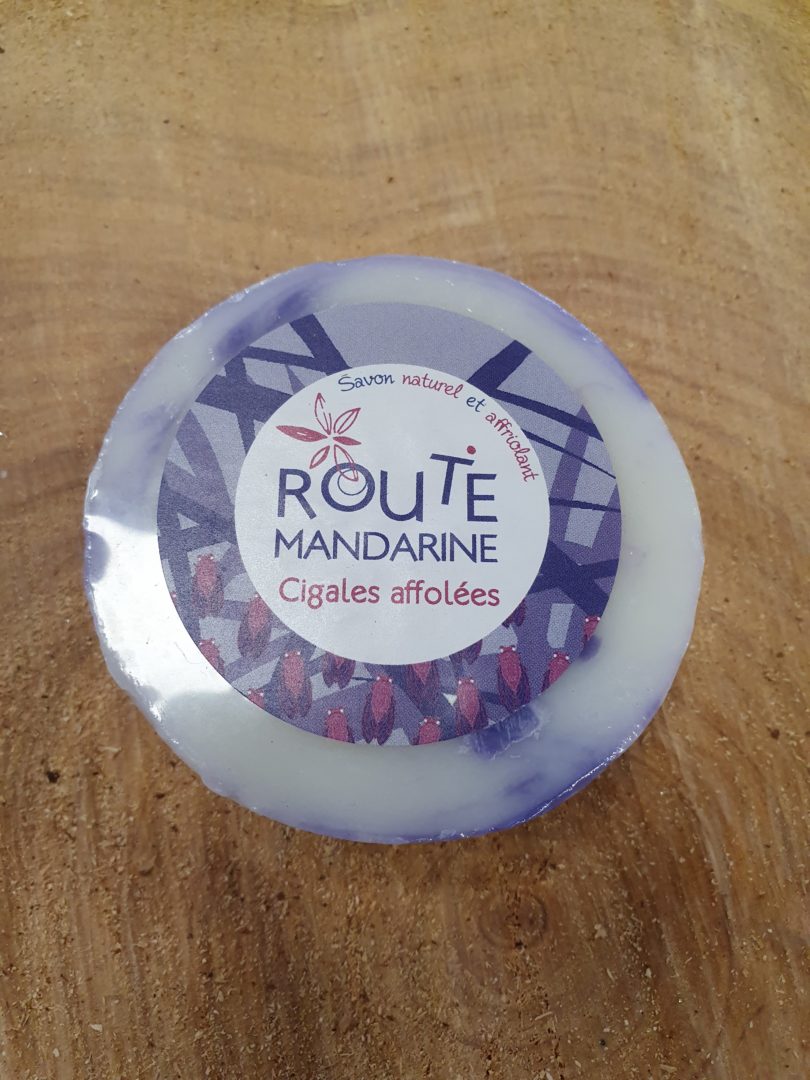 Savon naturel et affriolant
ROUTE
MANDARINE
Cigales affolées